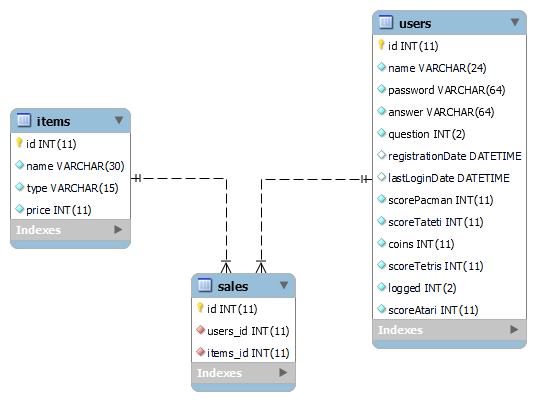 users
id INT(11)
name VARCHAR(24)
password VARCHAR(64)
answer VARCHAR(64)
question INT(2)
registrationDate DATETIME
lastLoginDate DATETIME
scorePacman INT(11)
scoreTateti INT(11)
coins INT(11)
scoreTetris INT(11)
logged INT(2)
scoreAtari INT(11)
Indexes
items
id INT(11)
name VARCHAR(30)
type VARCHAR(15)
price INT(11)
Indexes
sales
id INT(11)
users_id INT(11)
items_id INT(11)
Indexes